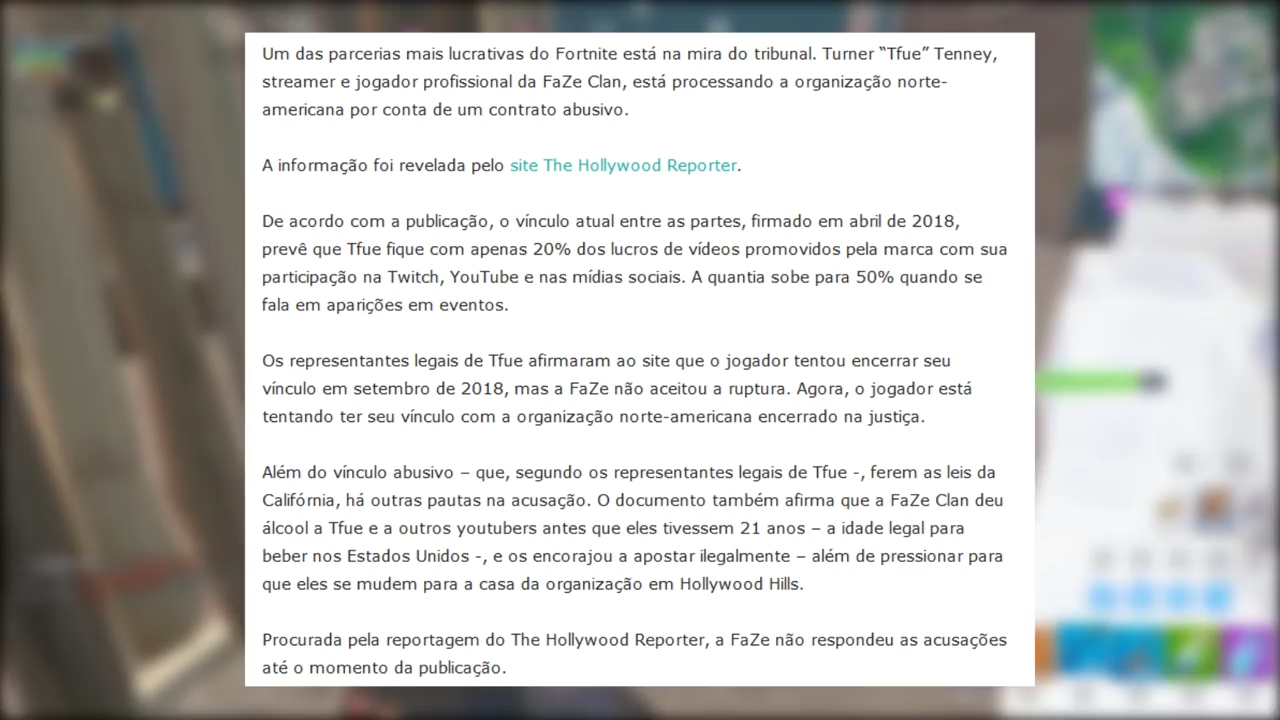 Um das parcerias mais lucrativas do Fortnite está na mira do tribunal. Turner “Tfue” Tenney,
streamer e jogador profissional da FaZe Clan, está processando a organização norte-
americana por conta de um contrato abusivo.
A informação foi revelada pelo site The Hollywood Reporter.
De acordo com a publicação, o vínculo atual entre as partes, firmado em abril de 2018,
prevê que Tfue fique com apenas 20% dos lucros de vídeos promovidos pela marca com sua
participação na Twitch, YouTube e nas mídias sociais. A quantia sobe para 50% quando se
fala em aparições em eventos.
Os representantes legais de Tfue afirmaram ao site que o jogador tentou encerrar seu
vínculo em setembro de 2018, mas a FaZe não aceitou a ruptura. Agora, o jogador está
tentando ter seu vínculo com a organização norte-americana encerrado na justiça.
Além do vínculo abusivo – que, segundo os representantes legais de Tfue -, ferem as leis da
Califórnia, há outras pautas na acusação. O documento também afirma que a FaZe Clan deu
álcool a Tfue e a outros youtubers antes que eles tivessem 21 anos – a idade legal para
beber nos Estados Unidos -, e os encorajou a apostar ilegalmente – além de pressionar para
que eles se mudem para a casa da organização em Hollywood Hills.
Procurada pela reportagem do The Hollywood Reporter, a FaZe não respondeu as acusações
até o momento da publicação.